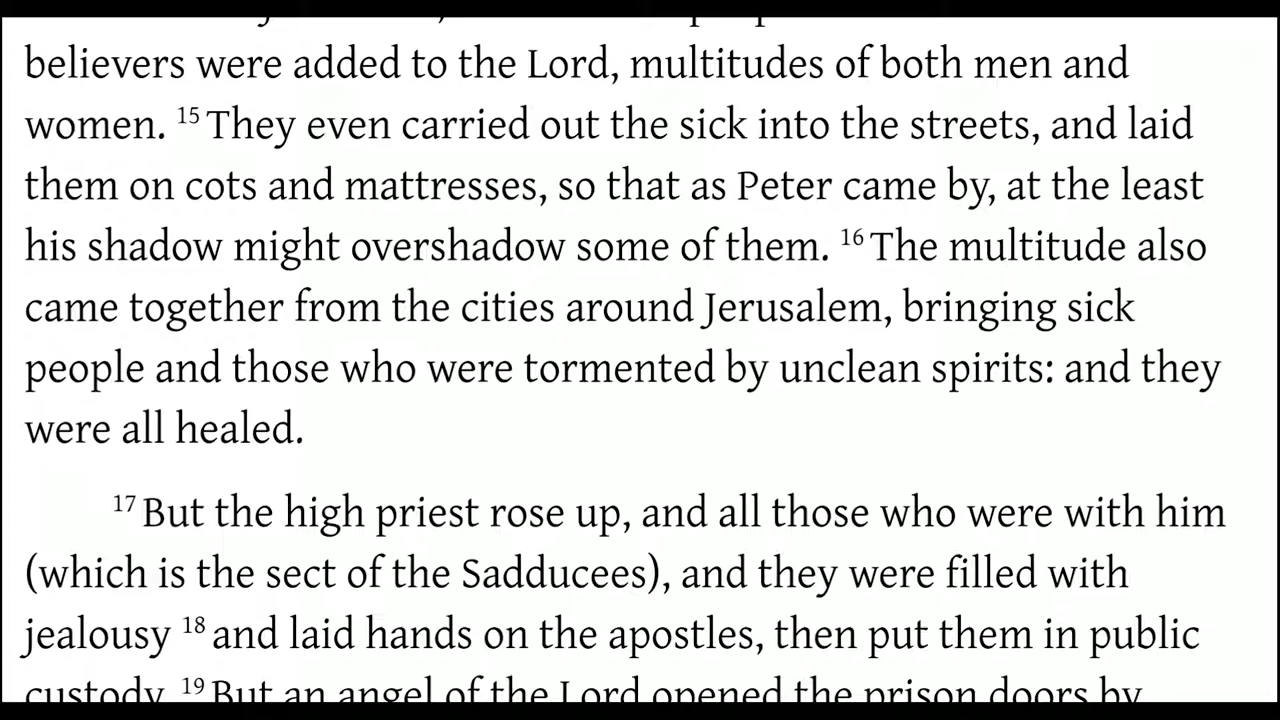 believers were added to the Lord, multitudes of both men and
women. 15 They even carried out the sick into the streets, and laid
them on cots and mattresses, so that as Peter came by, at the least
his shadow might overshadow some of them. 16 The multitude also
came together from the cities around Jerusalem, bringing sick
people and those who were tormented by unclean spirits: and they
were all healed.
17 But the high priest rose up, and all those who were with him
(which is the sect of the Sadducees), and they were filled with
jealousy 18 and laid hands on the apostles, then put them in public
custody. 19 But an angel of the Lord opened the prison doors by